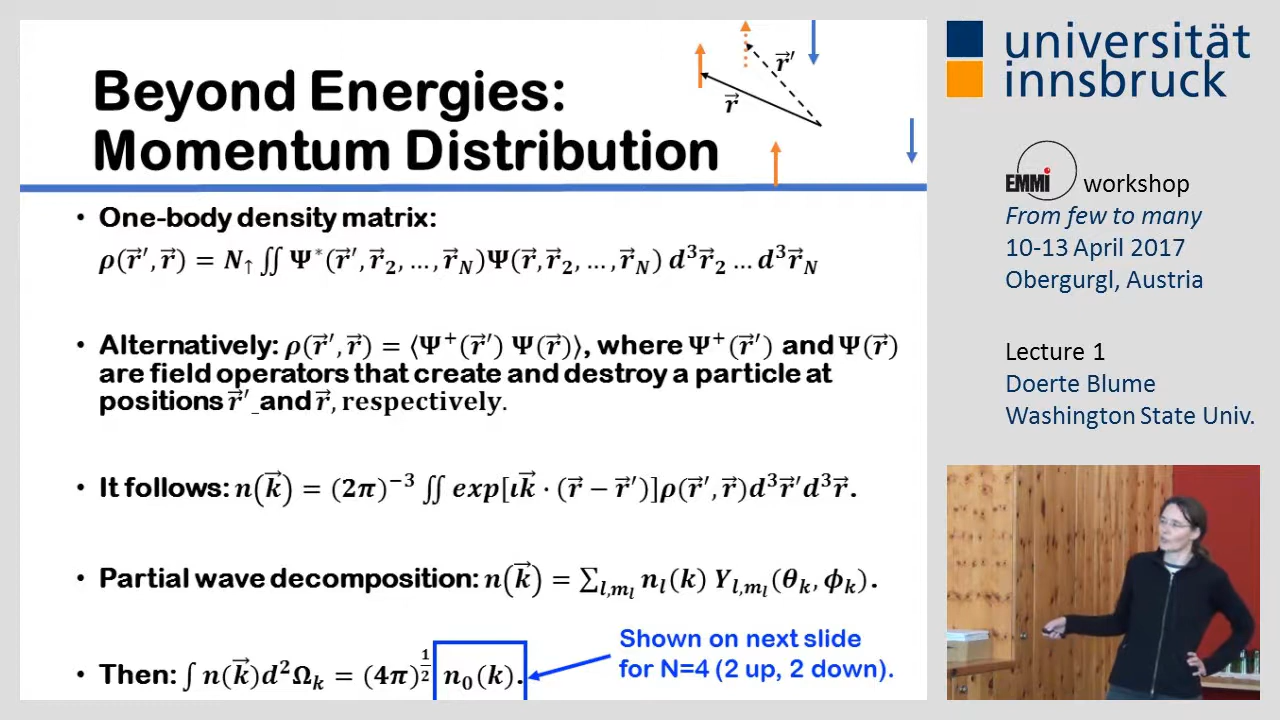 Beyond Energies:
Momentum Distribution
r⃗ ′
r⃗
• One-body density matrix:
ρ(r⃗ ′, r⃗) = N↑ ∬ Ψ*(r⃗ ′, r⃗₂, … , r⃗_N)Ψ(r⃗, r⃗₂, … , r⃗_N) d³r⃗₂ … d³r⃗_N
• Alternatively: ρ(r⃗ ′, r⃗) = ⟨Ψ⁺(r⃗ ′) Ψ(r⃗)⟩, where Ψ⁺(r⃗ ′) and Ψ(r⃗)
are field operators that create and destroy a particle at
positions r⃗ ′ and r⃗, respectively.
• It follows: n(k⃗) = (2π)⁻³ ∬ exp[ιk⃗ · (r⃗ − r⃗ ′)]ρ(r⃗ ′, r⃗)d³r⃗ ′d³r⃗.
• Partial wave decomposition: n(k⃗) = ∑_{l,m_l} n_l(k) Y_{l,m_l}(θ_k, ϕ_k).
• Then: ∫ n(k⃗)d²Ω_k = (4π)^{1/2} n₀(k).
Shown on next slide
for N=4 (2 up, 2 down).
universität
innsbruck
EMMi workshop
From few to many
10-13 April 2017
Obergurgl, Austria
Lecture 1
Doerte Blume
Washington State Univ.